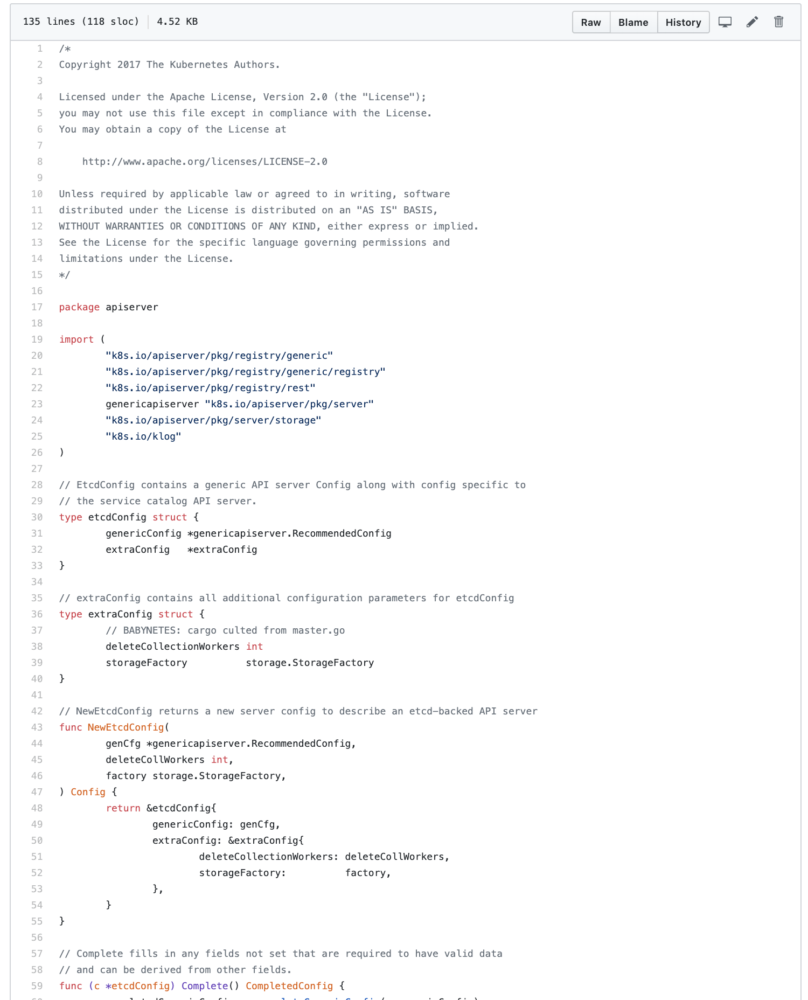 135 lines (118 sloc) 4.52 KB Raw Blame History
1 /*
2 Copyright 2017 The Kubernetes Authors.
3
4 Licensed under the Apache License, Version 2.0 (the "License");
5 you may not use this file except in compliance with the License.
6 You may obtain a copy of the License at
7
8     http://www.apache.org/licenses/LICENSE-2.0
9
10 Unless required by applicable law or agreed to in writing, software
11 distributed under the License is distributed on an "AS IS" BASIS,
12 WITHOUT WARRANTIES OR CONDITIONS OF ANY KIND, either express or implied.
13 See the License for the specific language governing permissions and
14 limitations under the License.
15 */
16
17 package apiserver
18
19 import (
20         "k8s.io/apiserver/pkg/registry/generic"
21         "k8s.io/apiserver/pkg/registry/generic/registry"
22         "k8s.io/apiserver/pkg/registry/rest"
23         genericapiserver "k8s.io/apiserver/pkg/server"
24         "k8s.io/apiserver/pkg/server/storage"
25         "k8s.io/klog"
26 )
27
28 // EtcdConfig contains a generic API server Config along with config specific to
29 // the service catalog API server.
30 type etcdConfig struct {
31         genericConfig *genericapiserver.RecommendedConfig
32         extraConfig   *extraConfig
33 }
34
35 // extraConfig contains all additional configuration parameters for etcdConfig
36 type extraConfig struct {
37         // BABYNETES: cargo culted from master.go
38         deleteCollectionWorkers int
39         storageFactory          storage.StorageFactory
40 }
41
42 // NewEtcdConfig returns a new server config to describe an etcd-backed API server
43 func NewEtcdConfig(
44         genCfg *genericapiserver.RecommendedConfig,
45         deleteCollWorkers int,
46         factory storage.StorageFactory,
47 ) Config {
48         return &etcdConfig{
49                 genericConfig: genCfg,
50                 extraConfig: &extraConfig{
51                         deleteCollectionWorkers: deleteCollWorkers,
52                         storageFactory:          factory,
53                 },
54         }
55 }
56
57 // Complete fills in any fields not set that are required to have valid data
58 // and can be derived from other fields.
59 func (c *etcdConfig) Complete() CompletedConfig {